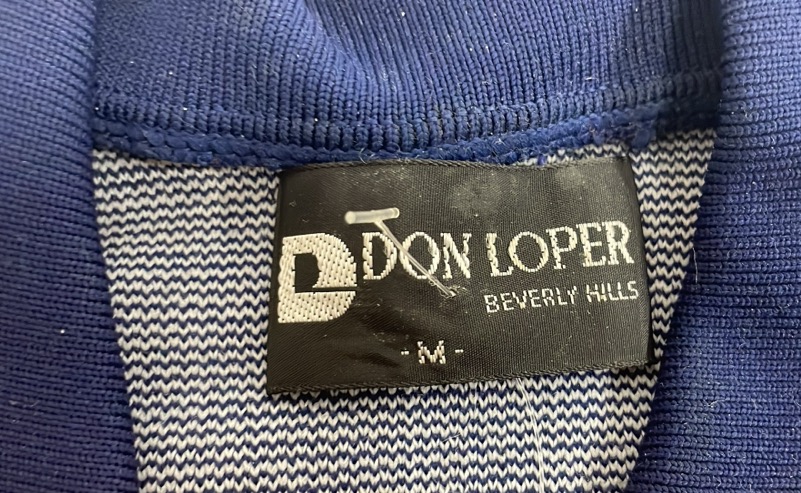 DON LOPER
BEVERLY HILLS
-M-